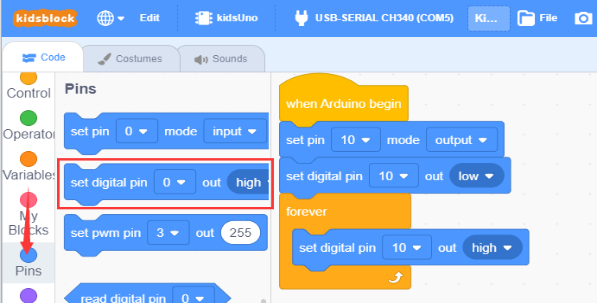 kidsblock Edit kidsUno USB-SERIAL CH340 (COM5) Ki... File
Code Costumes Sounds
Control
Operator
Variables
My
Blocks
Pins
Pins
set pin 0 mode input
set digital pin 0 out high
set pwm pin 3 out 255
read digital pin 0
when Arduino begin
set pin 10 mode output
set digital pin 10 out low
forever
set digital pin 10 out high